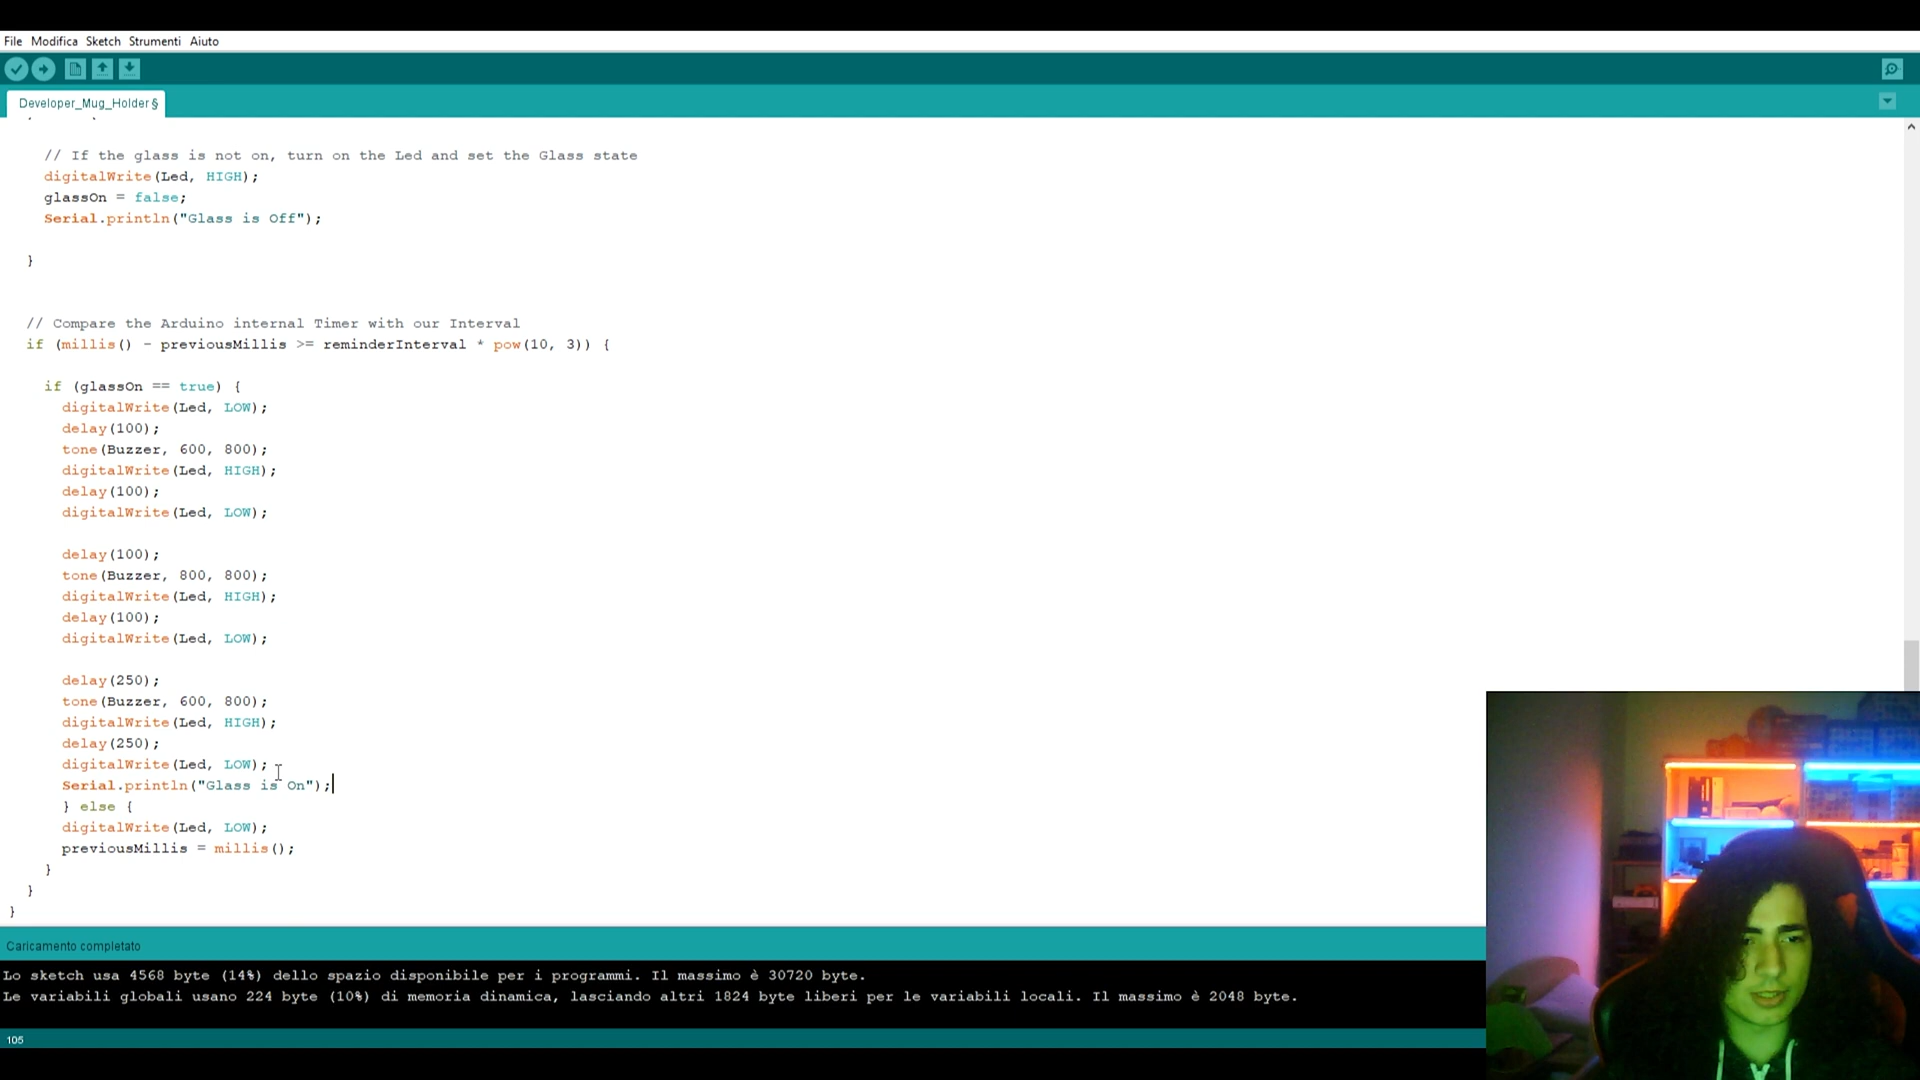 File Modifica Sketch Strumenti Aiuto
Developer_Mug_Holder §
// If the glass is not on, turn on the Led and set the Glass state
digitalWrite(Led, HIGH);
glassOn = false;
Serial.println("Glass is Off");
}
// Compare the Arduino internal Timer with our Interval
if (millis() - previousMillis >= reminderInterval * pow(10, 3)) {
if (glassOn == true) {
digitalWrite(Led, LOW);
delay(100);
tone(Buzzer, 600, 800);
digitalWrite(Led, HIGH);
delay(100);
digitalWrite(Led, LOW);
delay(100);
tone(Buzzer, 800, 800);
digitalWrite(Led, HIGH);
delay(100);
digitalWrite(Led, LOW);
delay(250);
tone(Buzzer, 600, 800);
digitalWrite(Led, HIGH);
delay(250);
digitalWrite(Led, LOW);
Serial.println("Glass is On");
} else {
digitalWrite(Led, LOW);
previousMillis = millis();
}
}
}
Caricamento completato
Lo sketch usa 4568 byte (14%) dello spazio disponibile per i programmi. Il massimo è 30720 byte.
Le variabili globali usano 224 byte (10%) di memoria dinamica, lasciando altri 1824 byte liberi per le variabili locali. Il massimo è 2048 byte.
105